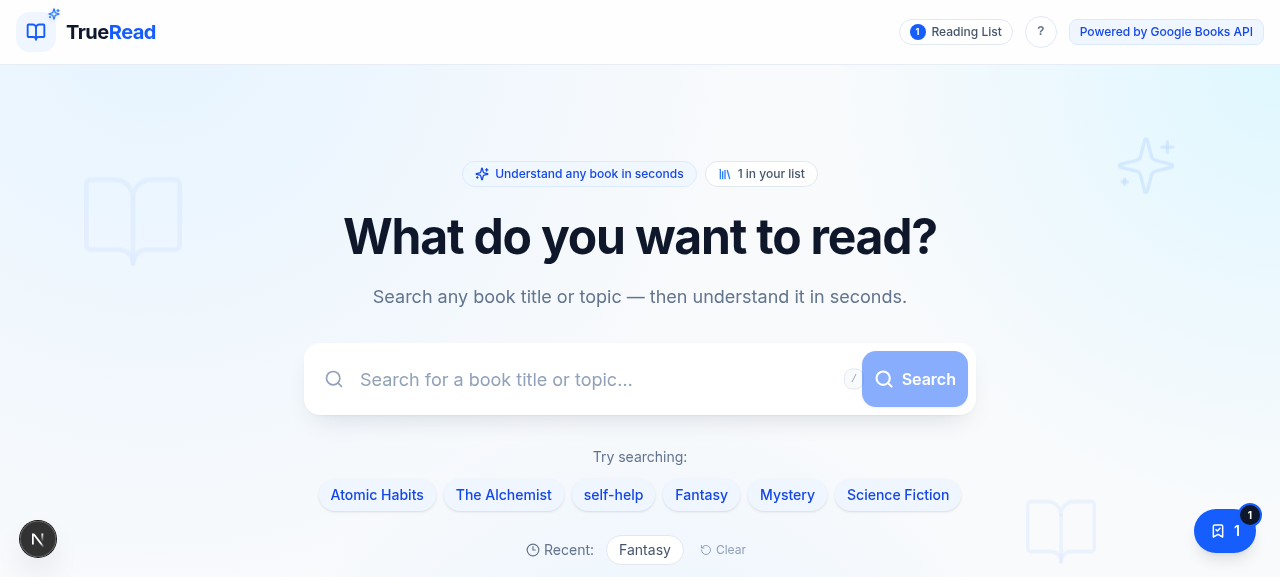 TrueRead
1 Reading List
?
Powered by Google Books API
Understand any book in seconds
1 in your list
What do you want to read?
Search any book title or topic — then understand it in seconds.
Search for a book title or topic...
/
Search
Try searching:
Atomic Habits
The Alchemist
self-help
Fantasy
Mystery
Science Fiction
Recent:
Fantasy
Clear
N
1
1